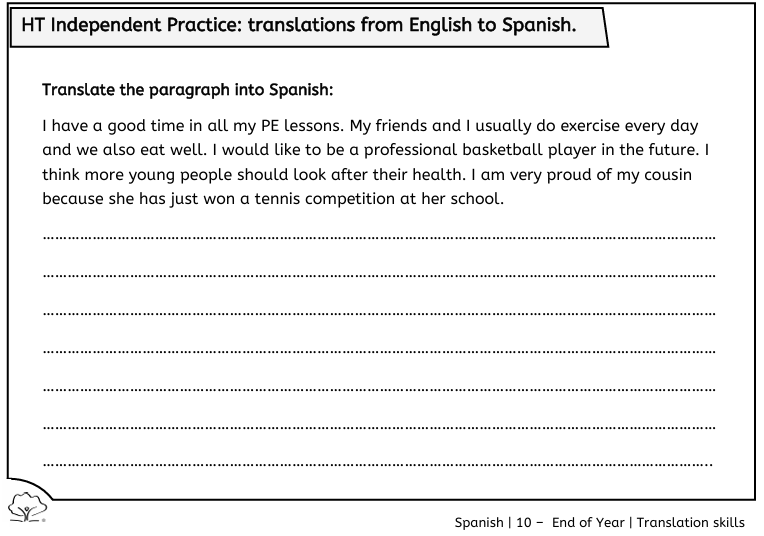 HT Independent Practice: translations from English to Spanish.
Translate the paragraph into Spanish:
I have a good time in all my PE lessons. My friends and I usually do exercise every day
and we also eat well. I would like to be a professional basketball player in the future. I
think more young people should look after their health. I am very proud of my cousin
because she has just won a tennis competition at her school.
Spanish | 10 – End of Year | Translation skills